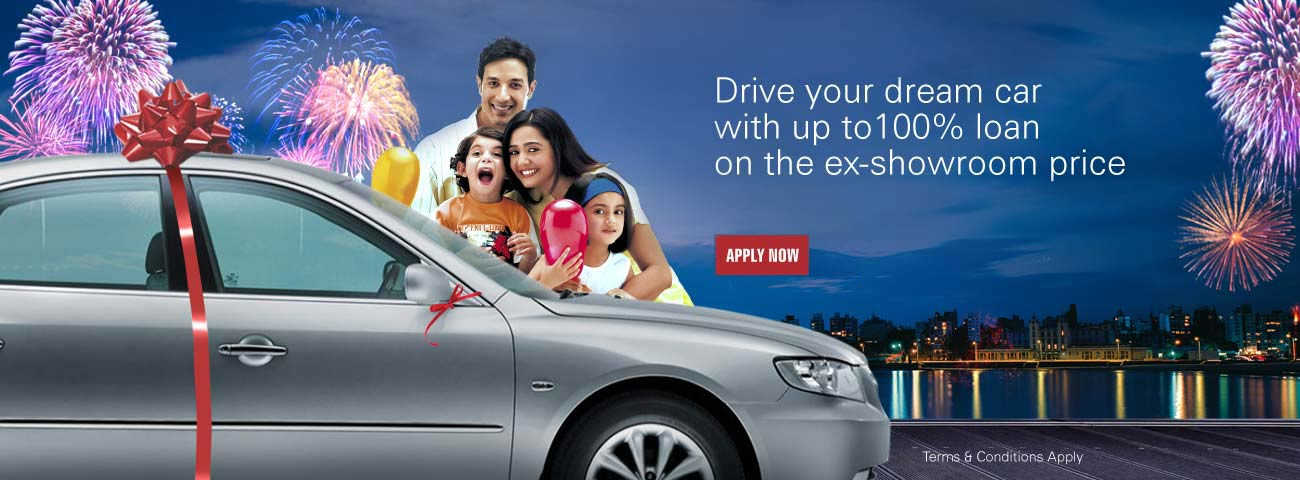 Drive your dream car
with up to100% loan
on the ex-showroom price
APPLY NOW
Terms & Conditions Apply